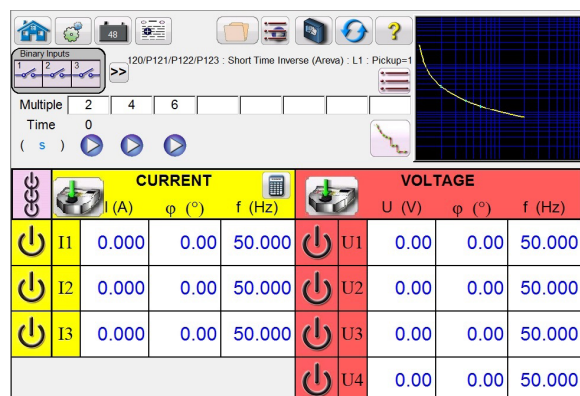 48
?
Binary Inputs
1 2 3
>>
120/P121/P122/P123 : Short Time Inverse (Areva) : L1 : Pickup=1
Multiple 2 4 6
Time 0
( s )
CURRENT
I (A) φ (°) f (Hz)
VOLTAGE
U (V) φ (°) f (Hz)
I1 0.000 0.00 50.000 U1 0.00 0.00 50.000
I2 0.000 0.00 50.000 U2 0.00 0.00 50.000
I3 0.000 0.00 50.000 U3 0.00 0.00 50.000
U4 0.00 0.00 50.000